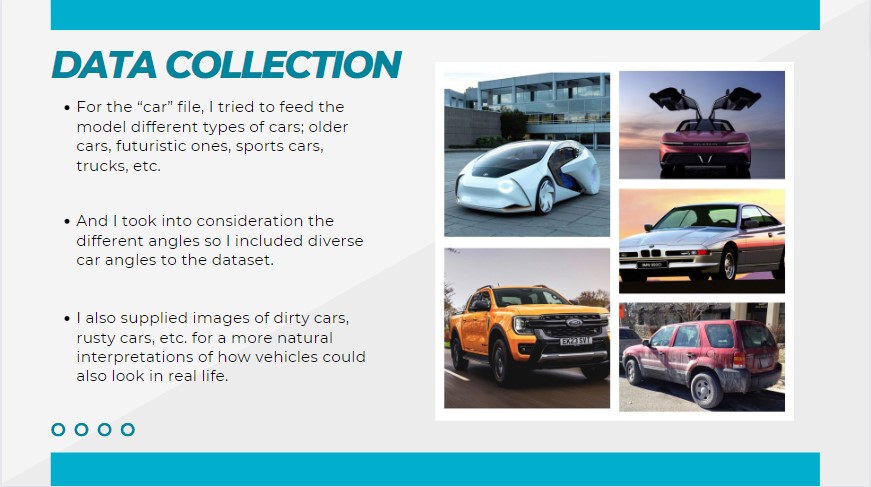 DATA COLLECTION
• For the “car” file, I tried to feed the
model different types of cars; older
cars, futuristic ones, sports cars,
trucks, etc.
• And I took into consideration the
different angles so I included diverse
car angles to the dataset.
• I also supplied images of dirty cars,
rusty cars, etc. for a more natural
interpretations of how vehicles could
also look in real life.
EK23 SVT